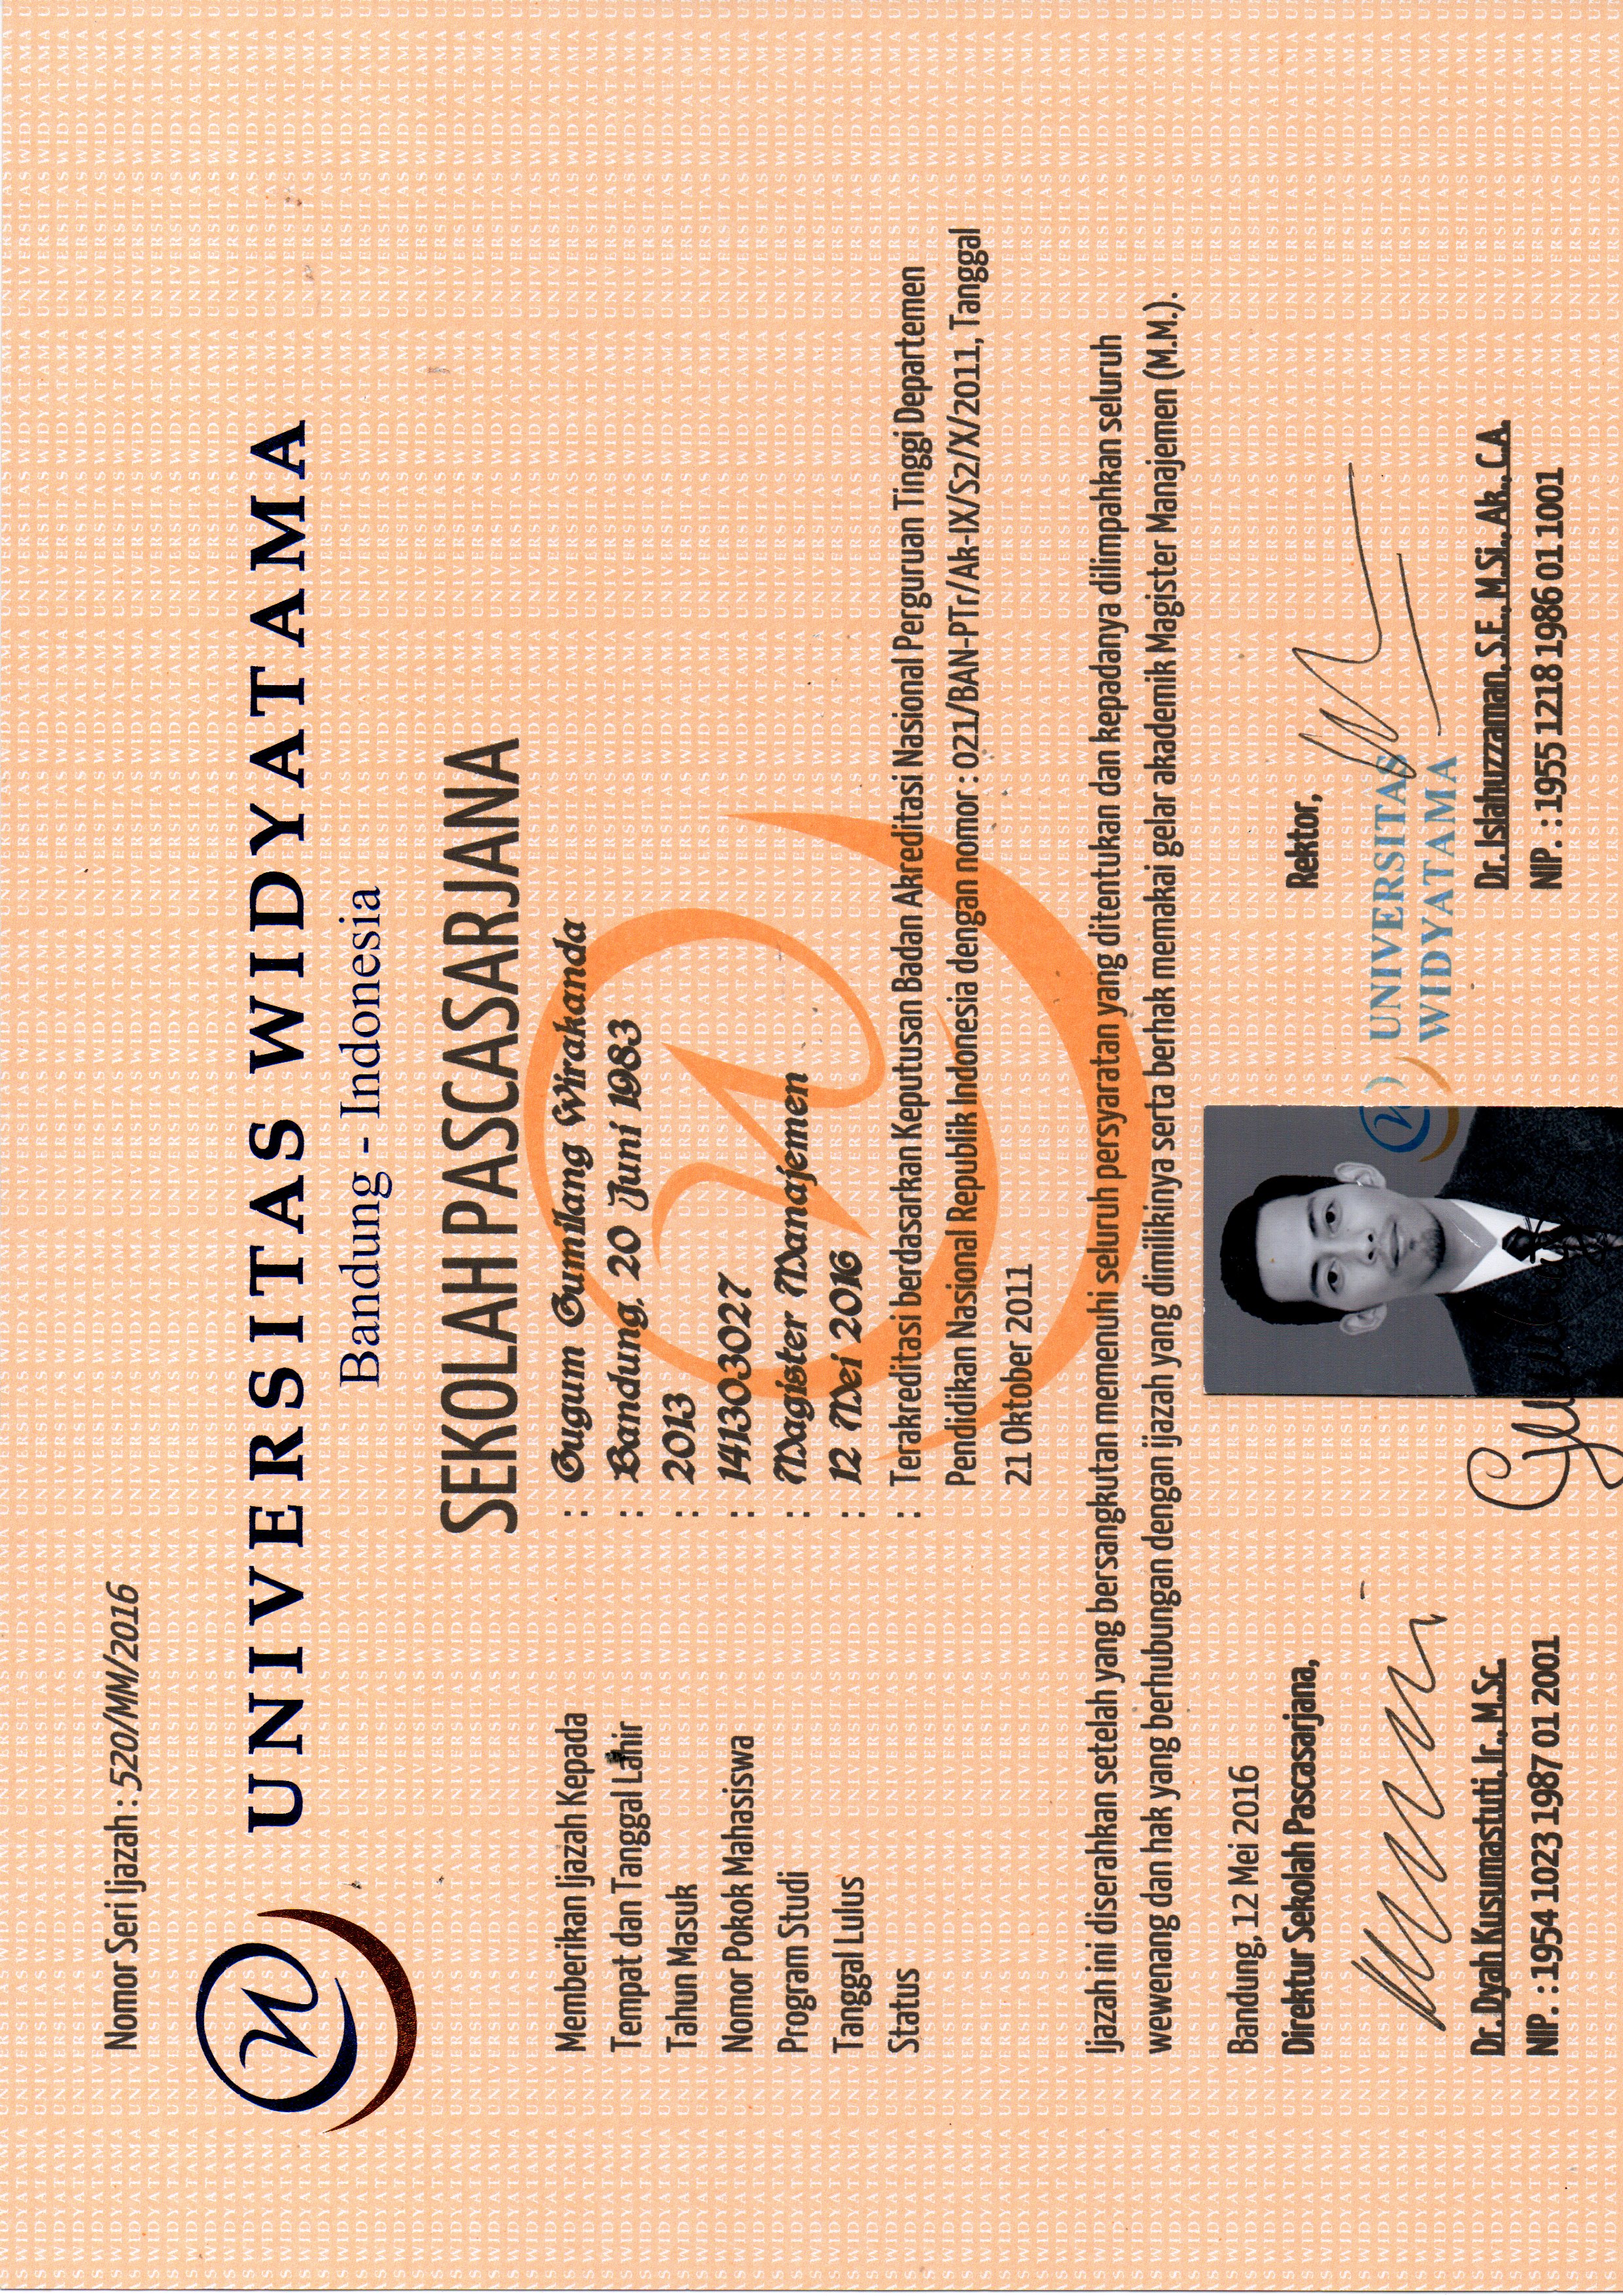 Nomor Seri Ijazah : 520/MM/2016
UNIVERSITAS WIDYATAMA
Bandung - Indonesia
SEKOLAH PASCASARJANA
Memberikan Ijazah Kepada : Gugum Gumilang Wirakanda
Tempat dan Tanggal Lahir : Bandung, 20 Juni 1983
Tahun Masuk : 2013
Nomor Pokok Mahasiswa : 141303027
Program Studi : Magister Manajemen
Tanggal Lulus : 12 Mei 2016
Status : Terakreditasi berdasarkan Keputusan Badan Akreditasi Nasional Perguruan Tinggi Departemen
Pendidikan Nasional Republik Indonesia dengan nomor : 021/BAN-PTr/Ak-IX/S2/X/2011, Tanggal
21 Oktober 2011
Ijazah ini diserahkan setelah yang bersangkutan memenuhi seluruh persyaratan yang ditentukan dan kepadanya dilimpahkan seluruh
wewenang dan hak yang berhubungan dengan ijazah yang dimilikinya serta berhak memakai gelar akademik Magister Manajemen (M.M.).
Bandung, 12 Mei 2016
Direktur Sekolah Pascasarjana,
Rektor,
UNIVERSITAS
WIDYATAMA
Dr. Dyah Kusumastuti, Ir., M.Sc.
NIP. : 1954 1023 1987 01 2001
Dr. Islahuzzaman, S.E., M.Si., Ak., C.A.
NIP. : 1955 1218 1986 01 1001